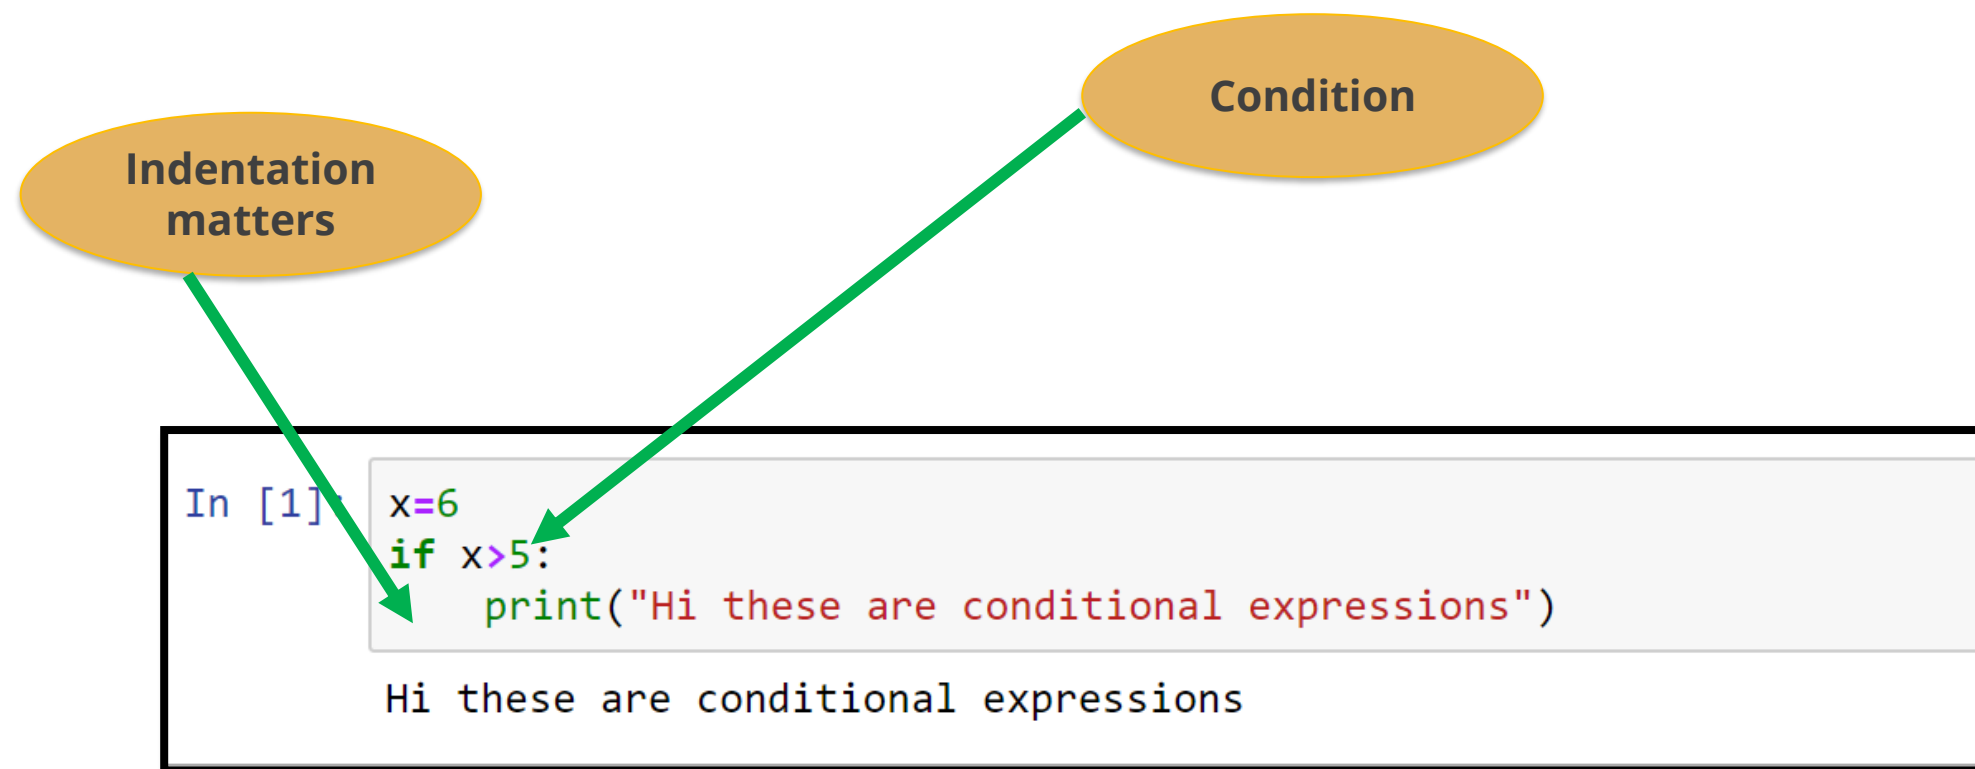 Condition
Indentation
matters
In [1]: x=6
if x>5:
    print("Hi these are conditional expressions")
Hi these are conditional expressions